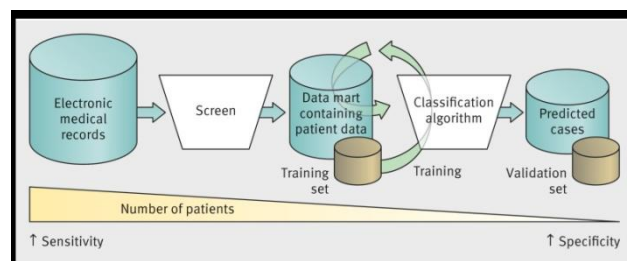 Electronic
medical
records
Screen
Data mart
containing
patient data
Training
set
Training
Classification
algorithm
Predicted
cases
Validation
set
Number of patients
↑ Sensitivity
↑ Specificity